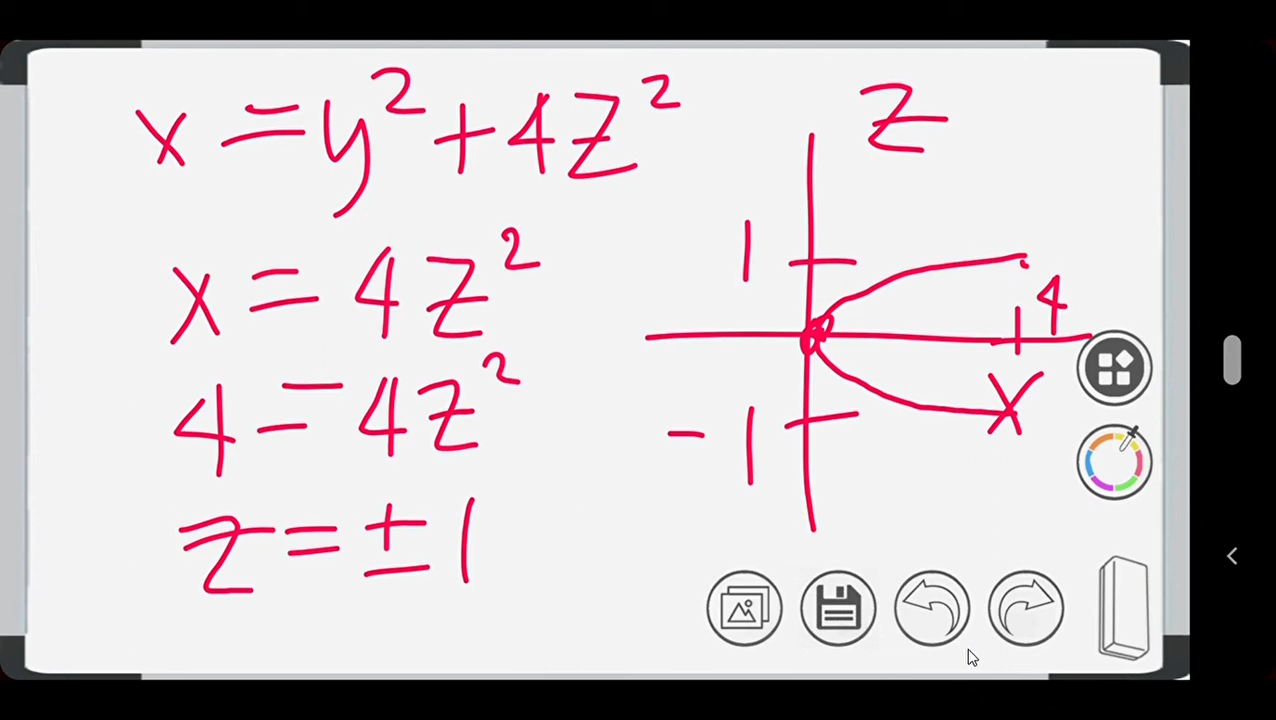 x = y² + 4z²
z
x = 4z²
1
4
4 = 4z²
x
-1
z = ±1